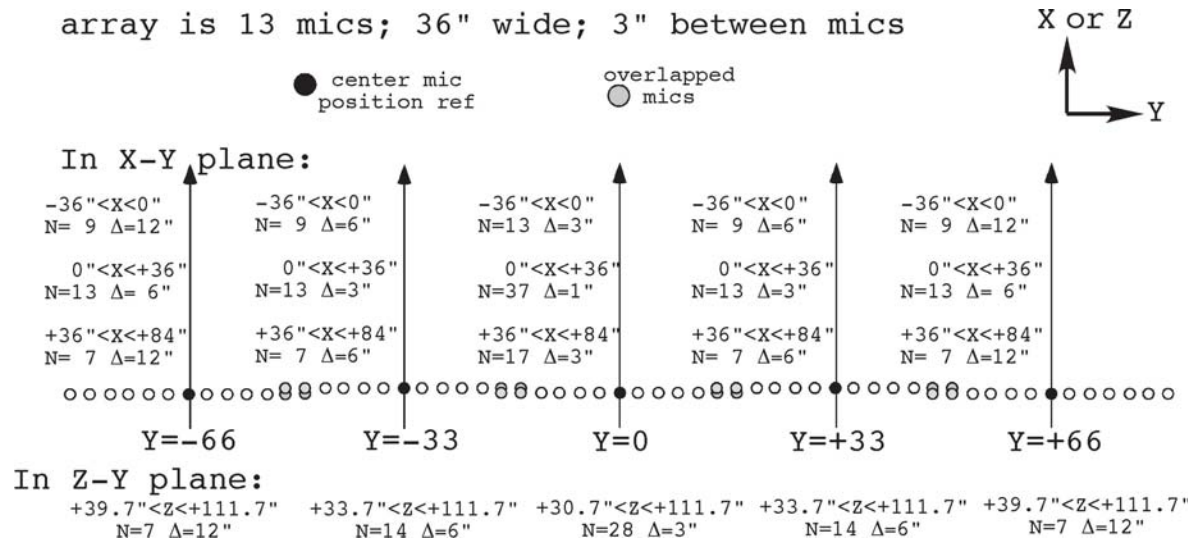 array is 13 mics; 36" wide; 3" between mics
X or Z
center mic
position ref
overlapped
mics
Y
In X-Y plane:
-36"<X<0"
N= 9 Δ=12"
0"<X<+36"
N=13 Δ= 6"
+36"<X<+84"
N= 7 Δ=12"
-36"<X<0"
N= 9 Δ=6"
0"<X<+36"
N=13 Δ=3"
+36"<X<+84"
N= 7 Δ=6"
-36"<X<0"
N=13 Δ=3"
0"<X<+36"
N=37 Δ=1"
+36"<X<+84"
N=17 Δ=3"
-36"<X<0"
N= 9 Δ=6"
0"<X<+36"
N=13 Δ=3"
+36"<X<+84"
N= 7 Δ=6"
-36"<X<0"
N= 9 Δ=12"
0"<X<+36"
N=13 Δ= 6"
+36"<X<+84"
N= 7 Δ=12"
Y=-66
Y=-33
Y=0
Y=+33
Y=+66
In Z-Y plane:
+39.7"<Z<+111.7"
N=7 Δ=12"
+33.7"<Z<+111.7"
N=14 Δ=6"
+30.7"<Z<+111.7"
N=28 Δ=3"
+33.7"<Z<+111.7"
N=14 Δ=6"
+39.7"<Z<+111.7"
N=7 Δ=12"